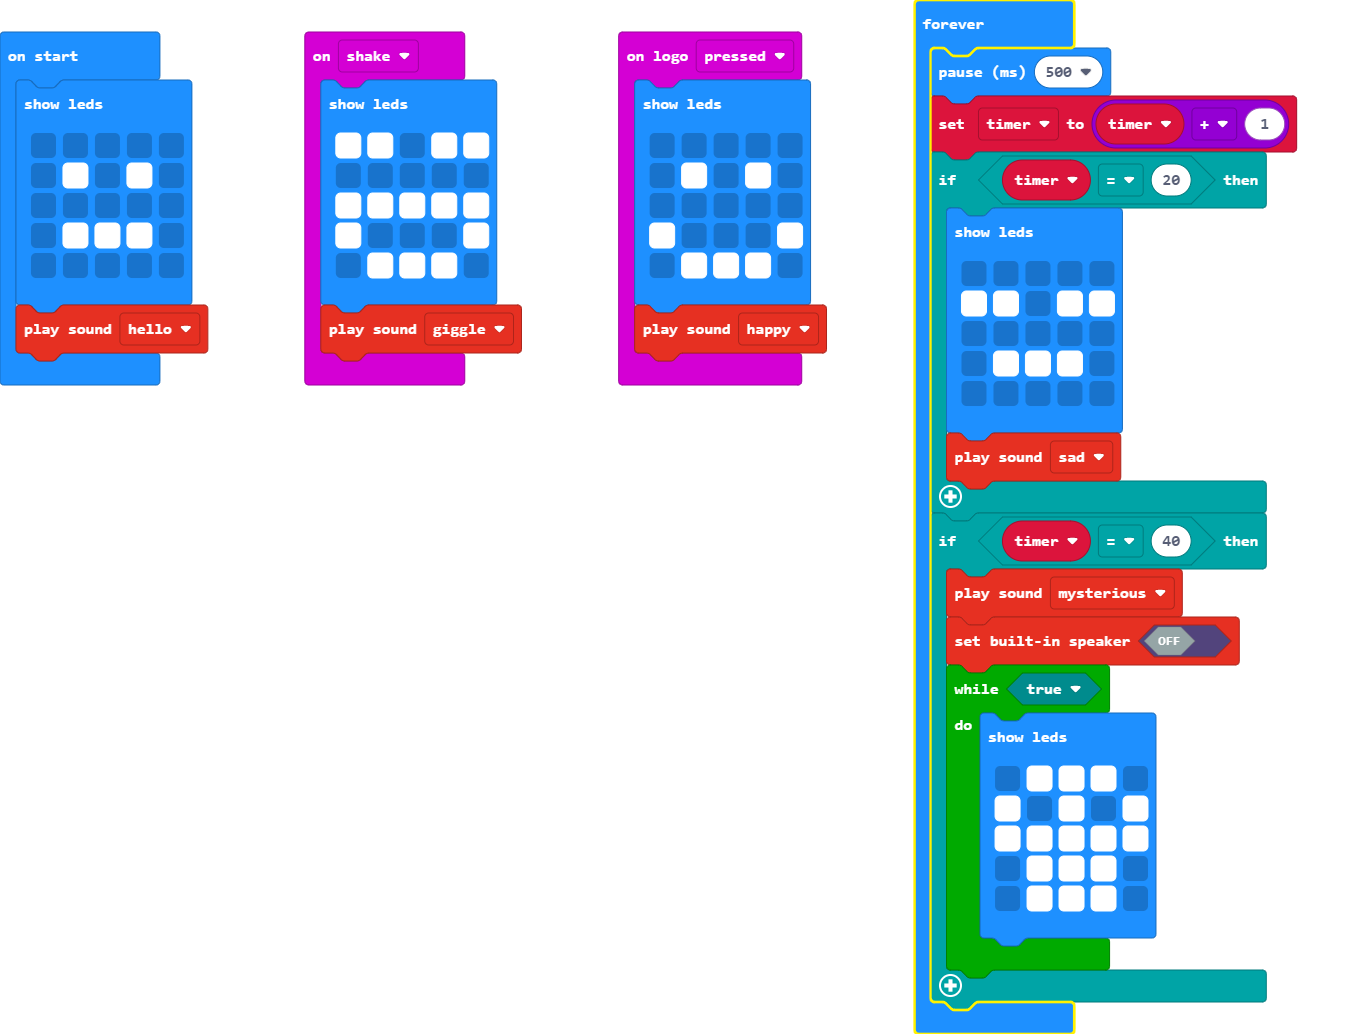 on start
show leds
play sound hello
on shake
show leds
play sound giggle
on logo pressed
show leds
play sound happy
forever
pause (ms) 500
set timer to timer + 1
if timer = 20 then
show leds
play sound sad
if timer = 40 then
play sound mysterious
set built-in speaker OFF
while true
do
show leds